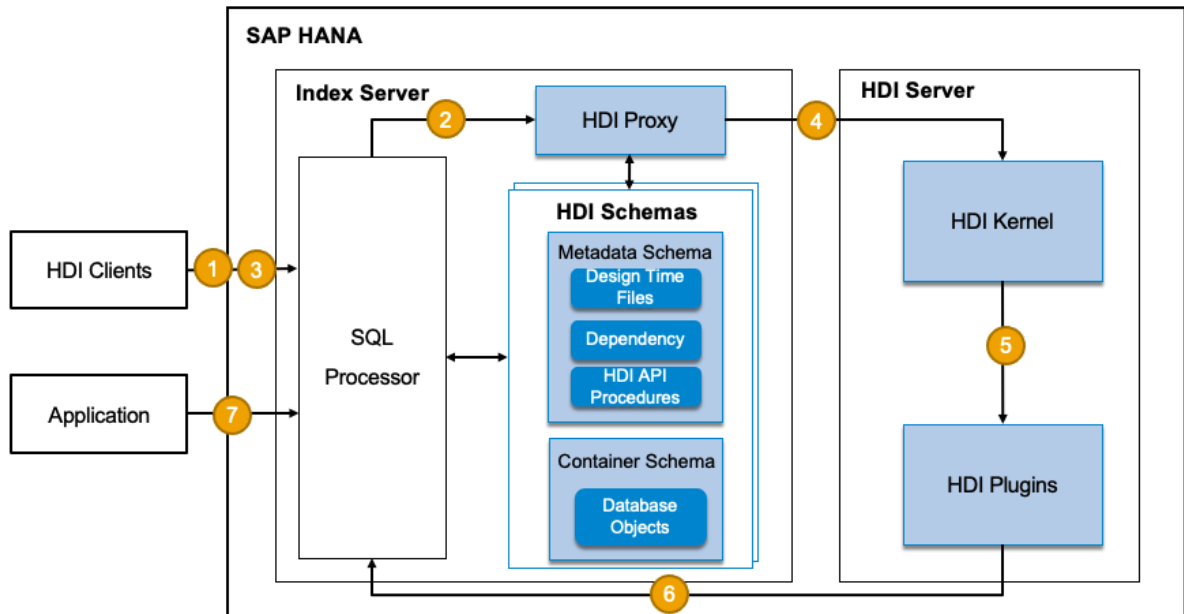 SAP HANA
Index Server
HDI Server
2
HDI Proxy
4
HDI Kernel
HDI Schemas
HDI Clients
1
3
Metadata Schema
Design Time
Files
Dependency
HDI API
Procedures
SQL
Processor
5
Application
7
Container Schema
Database
Objects
HDI Plugins
6